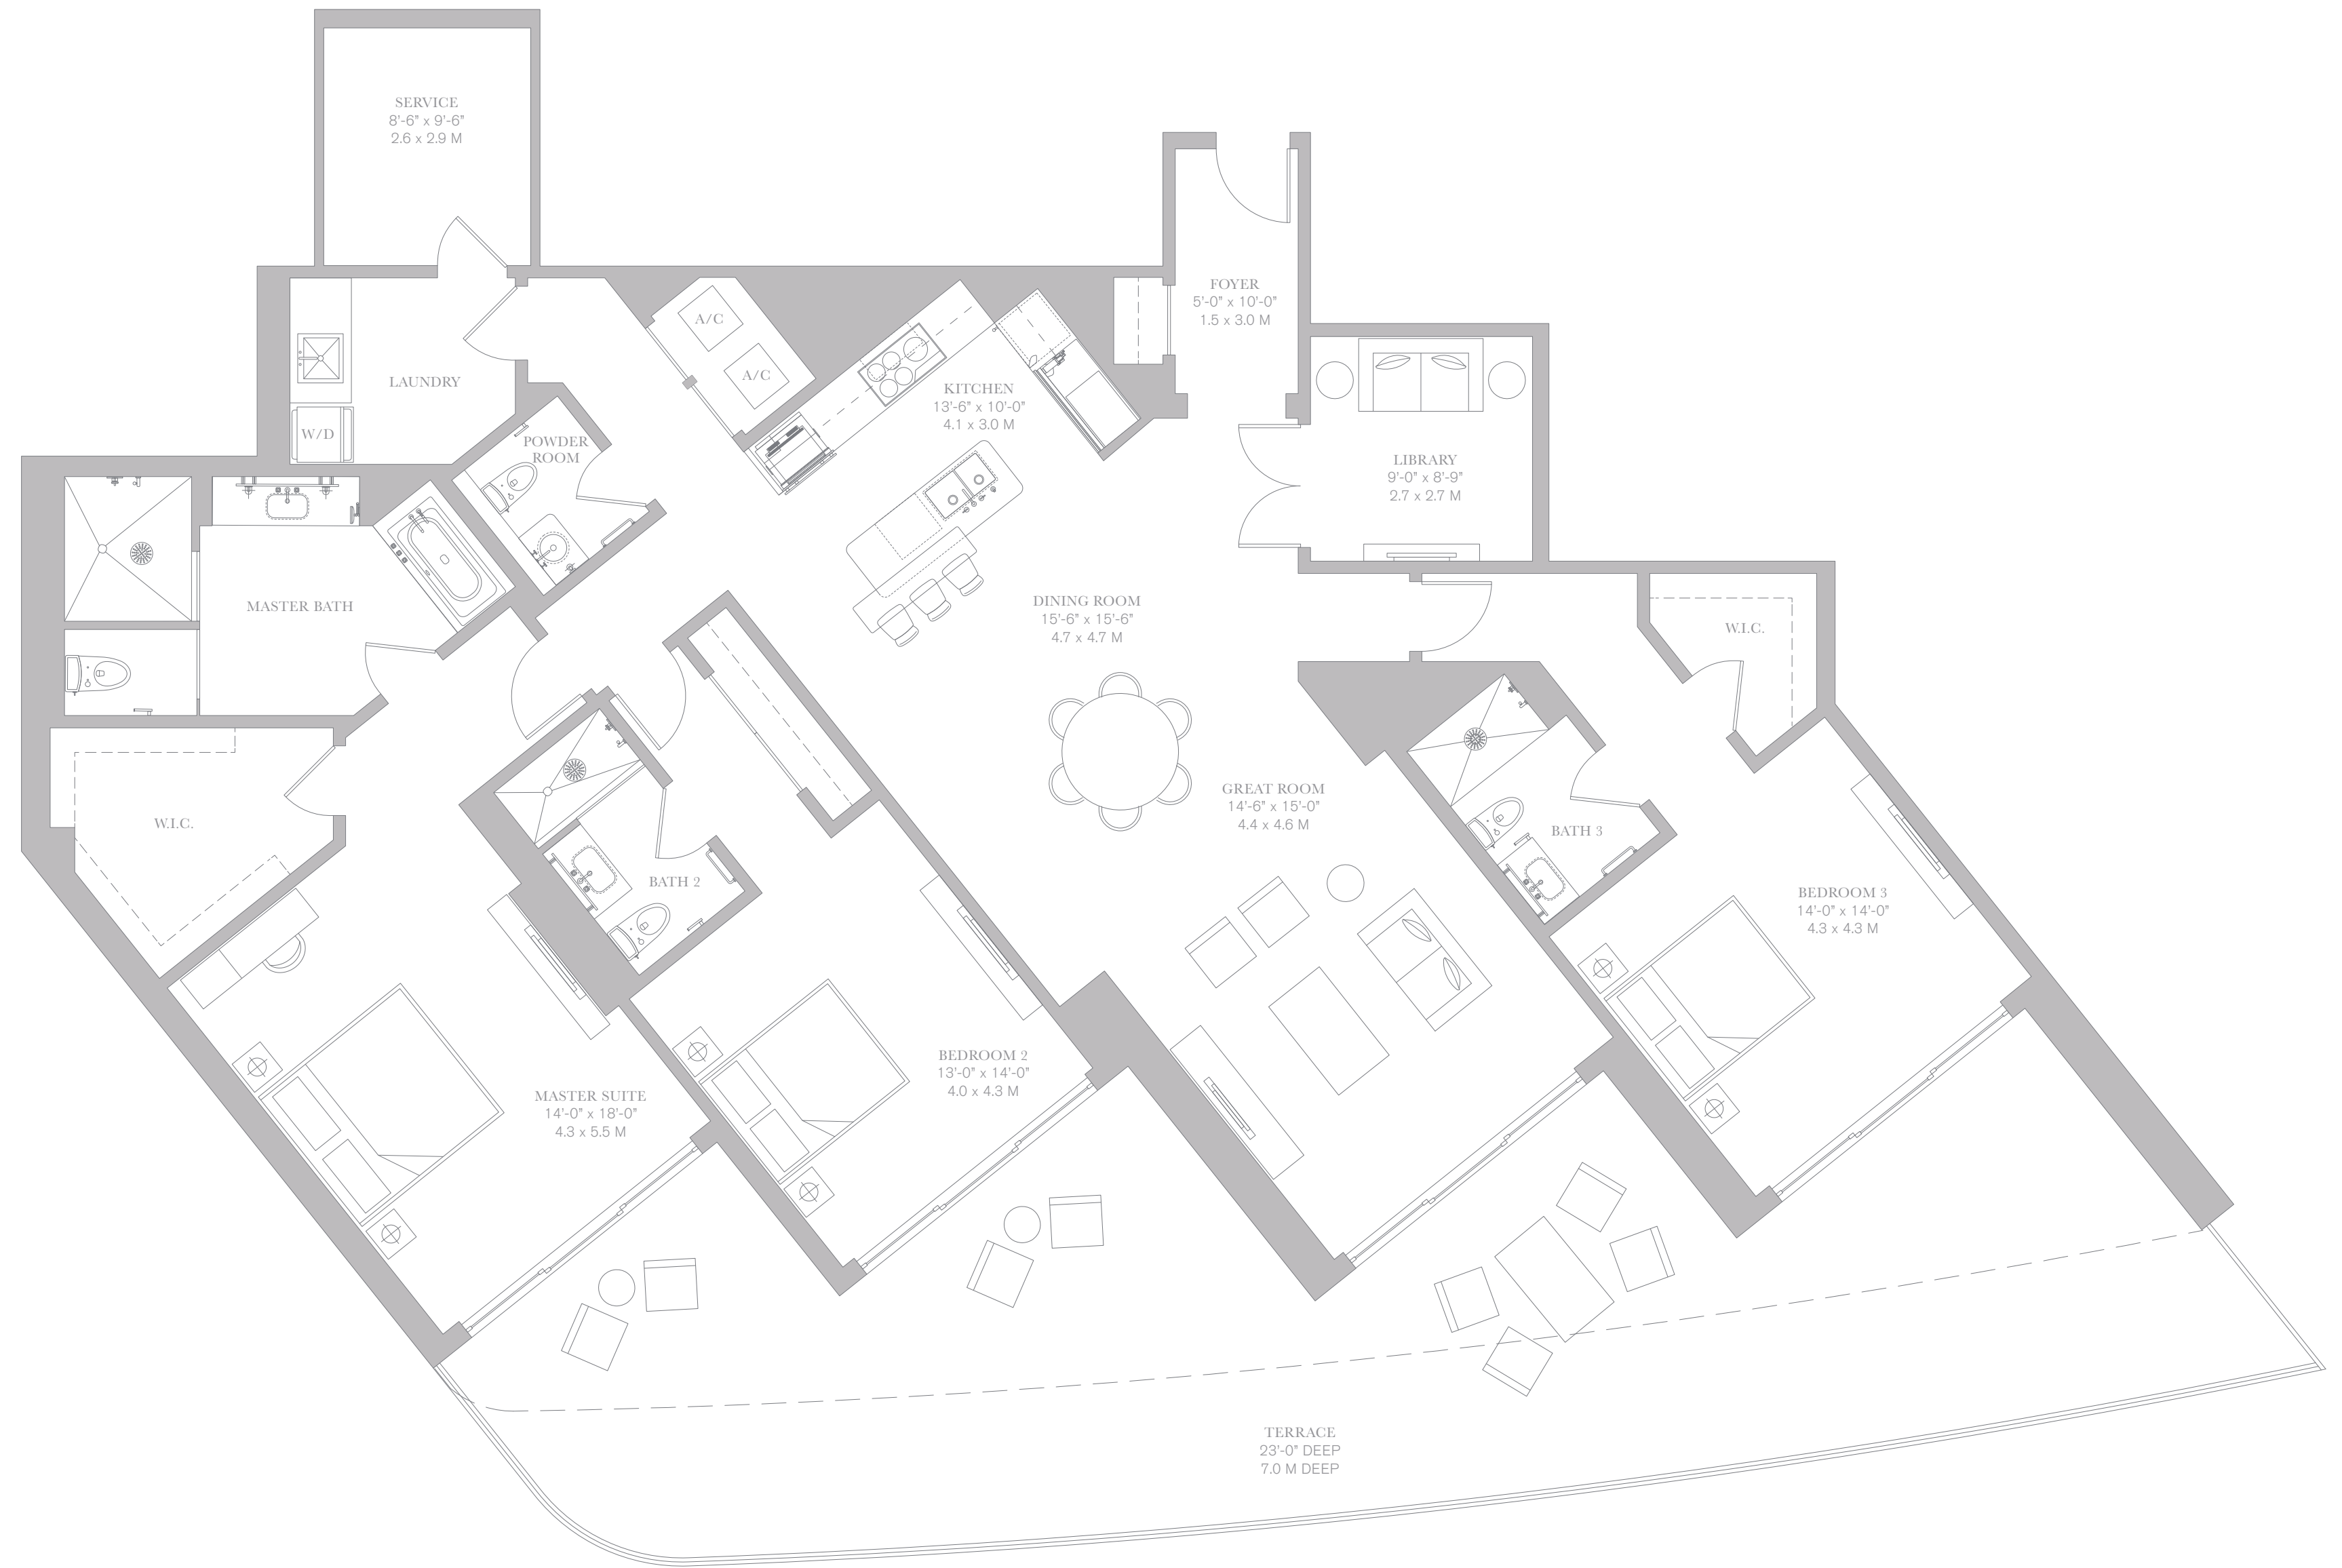 SERVICE
8'-6" x 9'-6"
2.6 x 2.9 M
FOYER
5'-0" x 10'-0"
1.5 x 3.0 M
A/C
A/C
LAUNDRY
W/D
KITCHEN
13'-6" x 10'-0"
4.1 x 3.0 M
POWDER
ROOM
LIBRARY
9'-0" x 8'-9"
2.7 x 2.7 M
MASTER BATH
DINING ROOM
15'-6" x 15'-6"
4.7 x 4.7 M
W.I.C.
W.I.C.
GREAT ROOM
14'-6" x 15'-0"
4.4 x 4.6 M
BATH 3
BATH 2
BEDROOM 3
14'-0" x 14'-0"
4.3 x 4.3 M
BEDROOM 2
13'-0" x 14'-0"
4.0 x 4.3 M
MASTER SUITE
14'-0" x 18'-0"
4.3 x 5.5 M
TERRACE
23'-0" DEEP
7.0 M DEEP